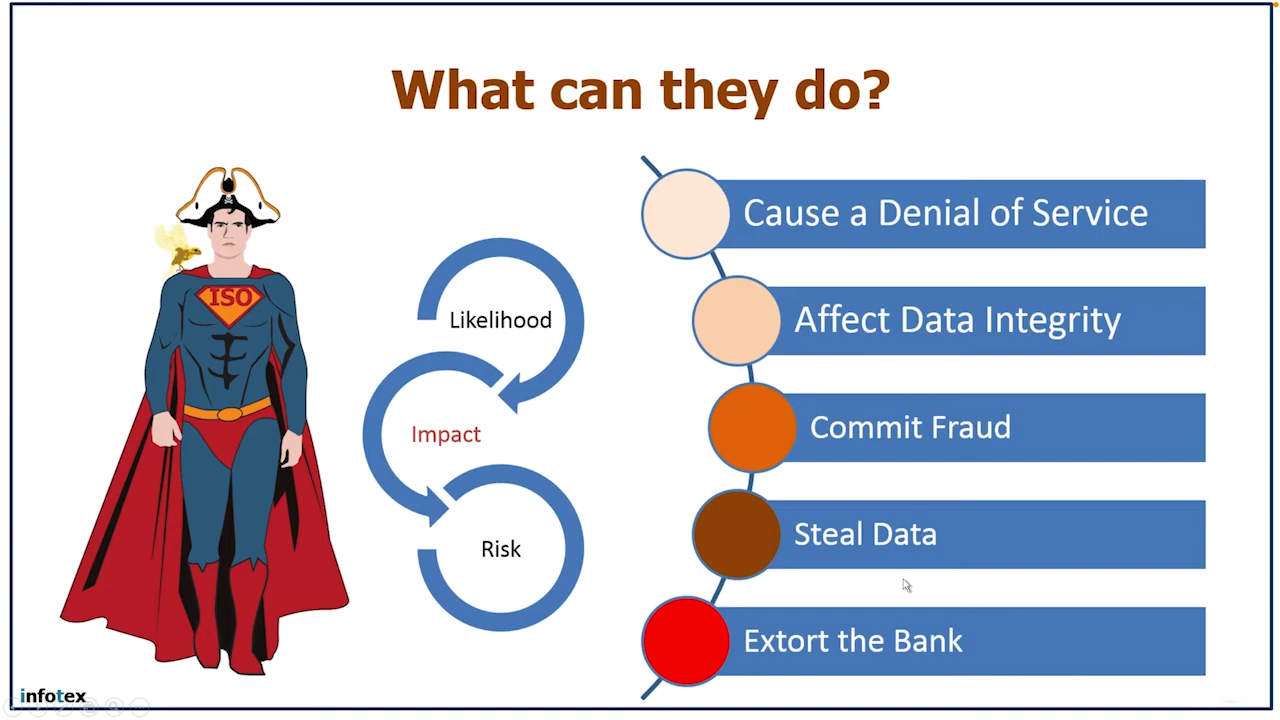 What can they do?
ISO
Likelihood
Impact
Risk
Cause a Denial of Service
Affect Data Integrity
Commit Fraud
Steal Data
Extort the Bank
infotex